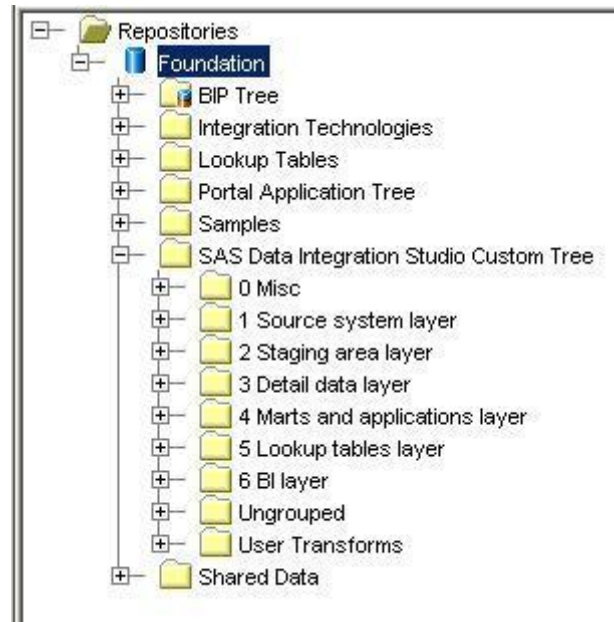 Repositories
Foundation
BIP Tree
Integration Technologies
Lookup Tables
Portal Application Tree
Samples
SAS Data Integration Studio Custom Tree
0 Misc
1 Source system layer
2 Staging area layer
3 Detail data layer
4 Marts and applications layer
5 Lookup tables layer
6 BI layer
Ungrouped
User Transforms
Shared Data